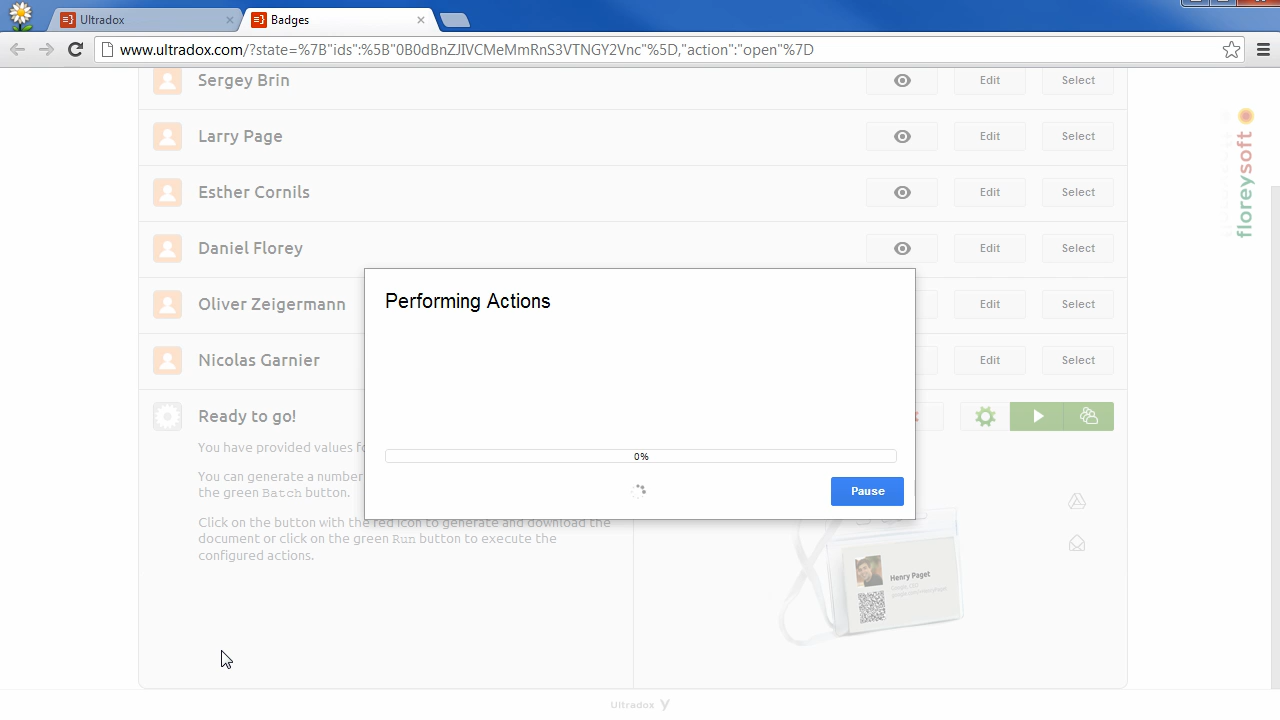 Ultradox
Badges
www.ultradox.com/?state=%7B"ids":%5B"0B0dBnZJIVCMeMmRnS3VTNGY2Vnc"%5D,"action":"open"%7D
Sergey Brin
Edit
Select
Larry Page
Edit
Select
Esther Cornils
Edit
Select
Daniel Florey
Edit
Select
Oliver Zeigermann
Edit
Select
Nicolas Garnier
Edit
Select
floreysoft
Performing Actions
0%
Pause
Ready to go!
You have provided values
You can generate a number
the green Batch button.
Click on the button with the red icon to generate and download the
document or click on the green Run button to execute the
configured actions.
Henry Paget
Ultradox